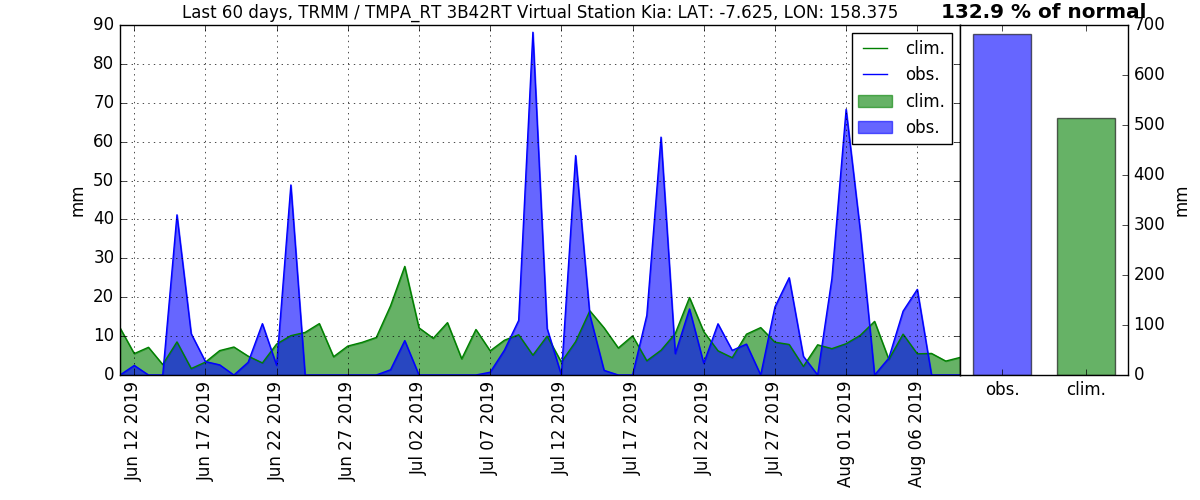 Last 60 days, TRMM / TMPA_RT 3B42RT Virtual Station Kia: LAT: -7.625, LON: 158.375
132.9 % of normal
90
80
70
60
50
40
30
20
10
0
mm
clim.
obs.
clim.
obs.
Jun 12 2019
Jun 17 2019
Jun 22 2019
Jun 27 2019
Jul 02 2019
Jul 07 2019
Jul 12 2019
Jul 17 2019
Jul 22 2019
Jul 27 2019
Aug 01 2019
Aug 06 2019
700
600
500
400
300
200
100
0
mm
obs.
clim.